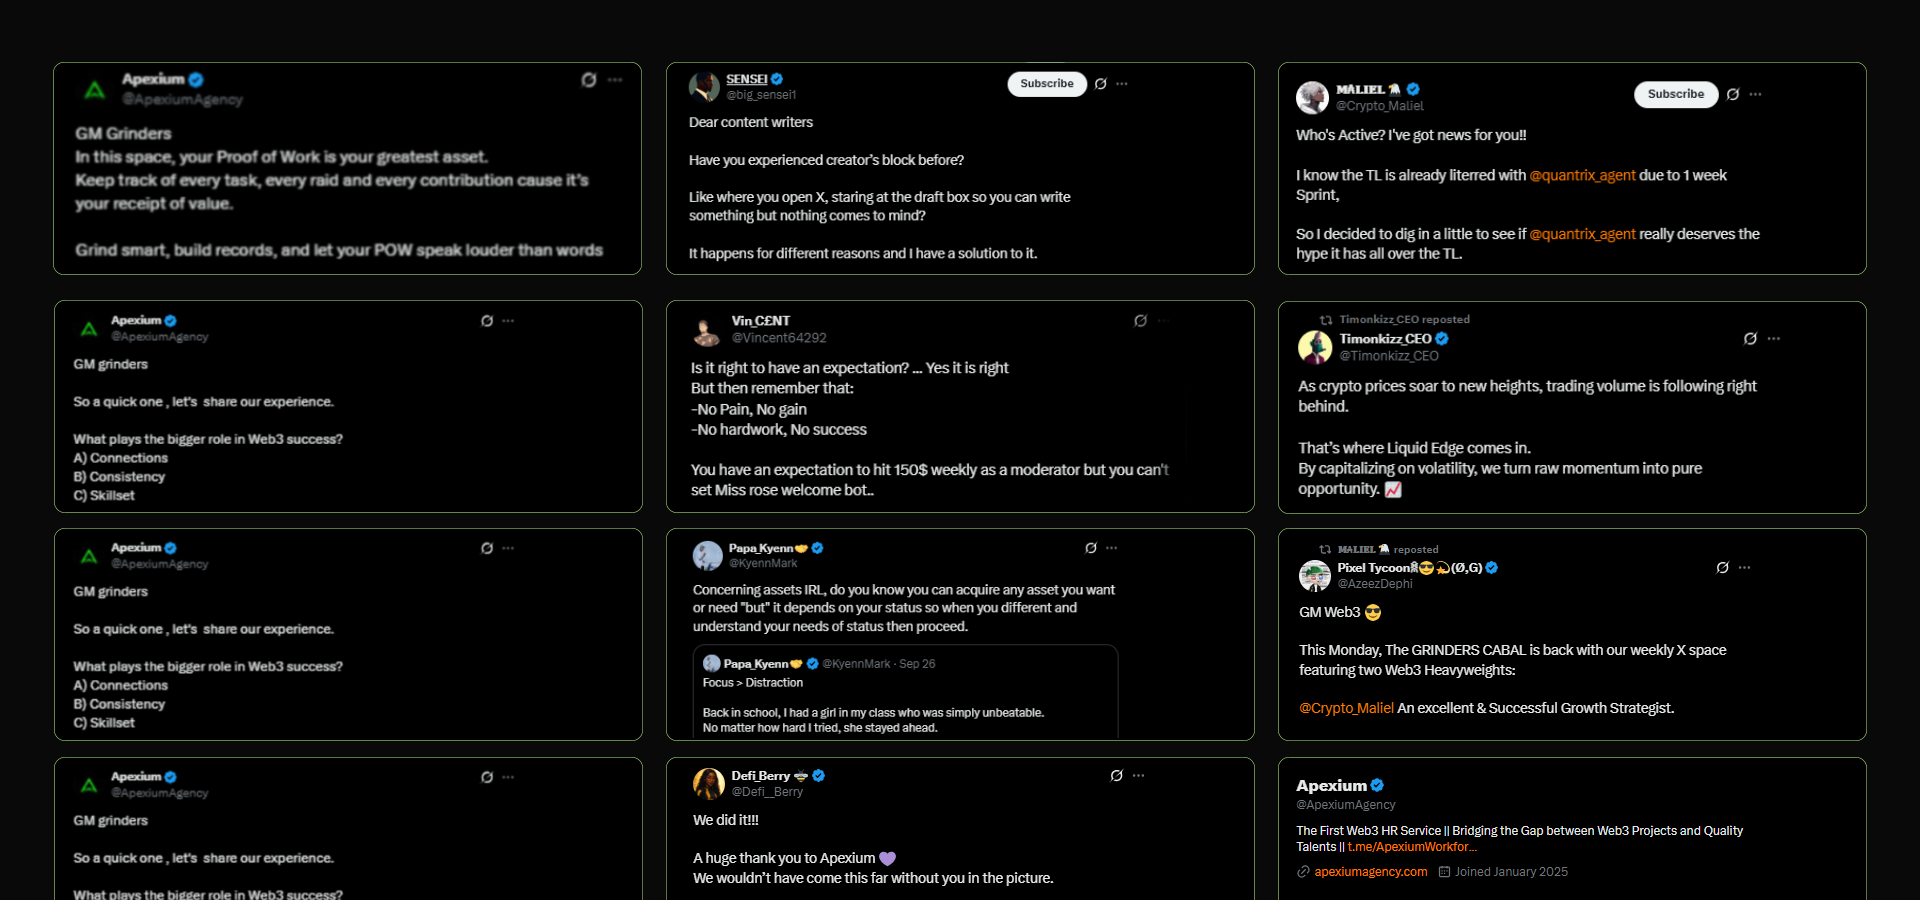 Apexium
@ApexiumAgency
GM Grinders
In this space, your Proof of Work is your greatest asset.
Keep track of every task, every raid and every contribution cause it's
your receipt of value.
Grind smart, build records, and let your POW speak louder than words
SENSEI
@big_sensei1
Subscribe
Dear content writers
Have you experienced creator's block before?
Like where you open X, staring at the draft box so you can write
something but nothing comes to mind?
It happens for different reasons and I have a solution to it.
MALIEL
@Crypto_Maliel
Subscribe
Who's Active? I've got news for you!!
I know the TL is already literred with @quantrix_agent due to 1 week
Sprint,
So I decided to dig in a little to see if @quantrix_agent really deserves the
hype it has all over the TL.
Apexium
@ApexiumAgency
GM grinders
So a quick one , let's share our experience.
What plays the bigger role in Web3 success?
A) Connections
B) Consistency
C) Skillset
Vin_C£NT
@Vincent64292
Is it right to have an expectation? ... Yes it is right
But then remember that:
-No Pain, No gain
-No hardwork, No success
You have an expectation to hit 150$ weekly as a moderator but you can't
set Miss rose welcome bot..
Timonkizz_CEO reposted
Timonkizz_CEO
@Timonkizz_CEO
As crypto prices soar to new heights, trading volume is following right
behind.
That's where Liquid Edge comes in.
By capitalizing on volatility, we turn raw momentum into pure
opportunity. 📈
Apexium
@ApexiumAgency
GM grinders
So a quick one , let's share our experience.
What plays the bigger role in Web3 success?
A) Connections
B) Consistency
C) Skillset
Papa_Kyenn🤝
@KyennMark
Concerning assets IRL, do you know you can acquire any asset you want
or need "but" it depends on your status so when you different and
understand your needs of status then proceed.
Papa_Kyenn🤝 @KyennMark · Sep 26
Focus > Distraction
Back in school, I had a girl in my class who was simply unbeatable.
No matter how hard I tried, she stayed ahead.
MALIEL reposted
Pixel Tycoon😎💫(Ø,G)
@AzeezDephi
GM Web3 😎
This Monday, The GRINDERS CABAL is back with our weekly X space
featuring two Web3 Heavyweights:
@Crypto_Maliel An excellent & Successful Growth Strategist.
Apexium
@ApexiumAgency
GM grinders
So a quick one , let's share our experience.
What plays the bigger role in Web3 success?
Defi_Berry 🐝
@Defi__Berry
We did it!!!
A huge thank you to Apexium 💜
We wouldn't have come this far without you in the picture.
Apexium
@ApexiumAgency
The First Web3 HR Service || Bridging the Gap between Web3 Projects and Quality
Talents || t.me/ApexiumWorkfor...
apexiumagency.com Joined January 2025